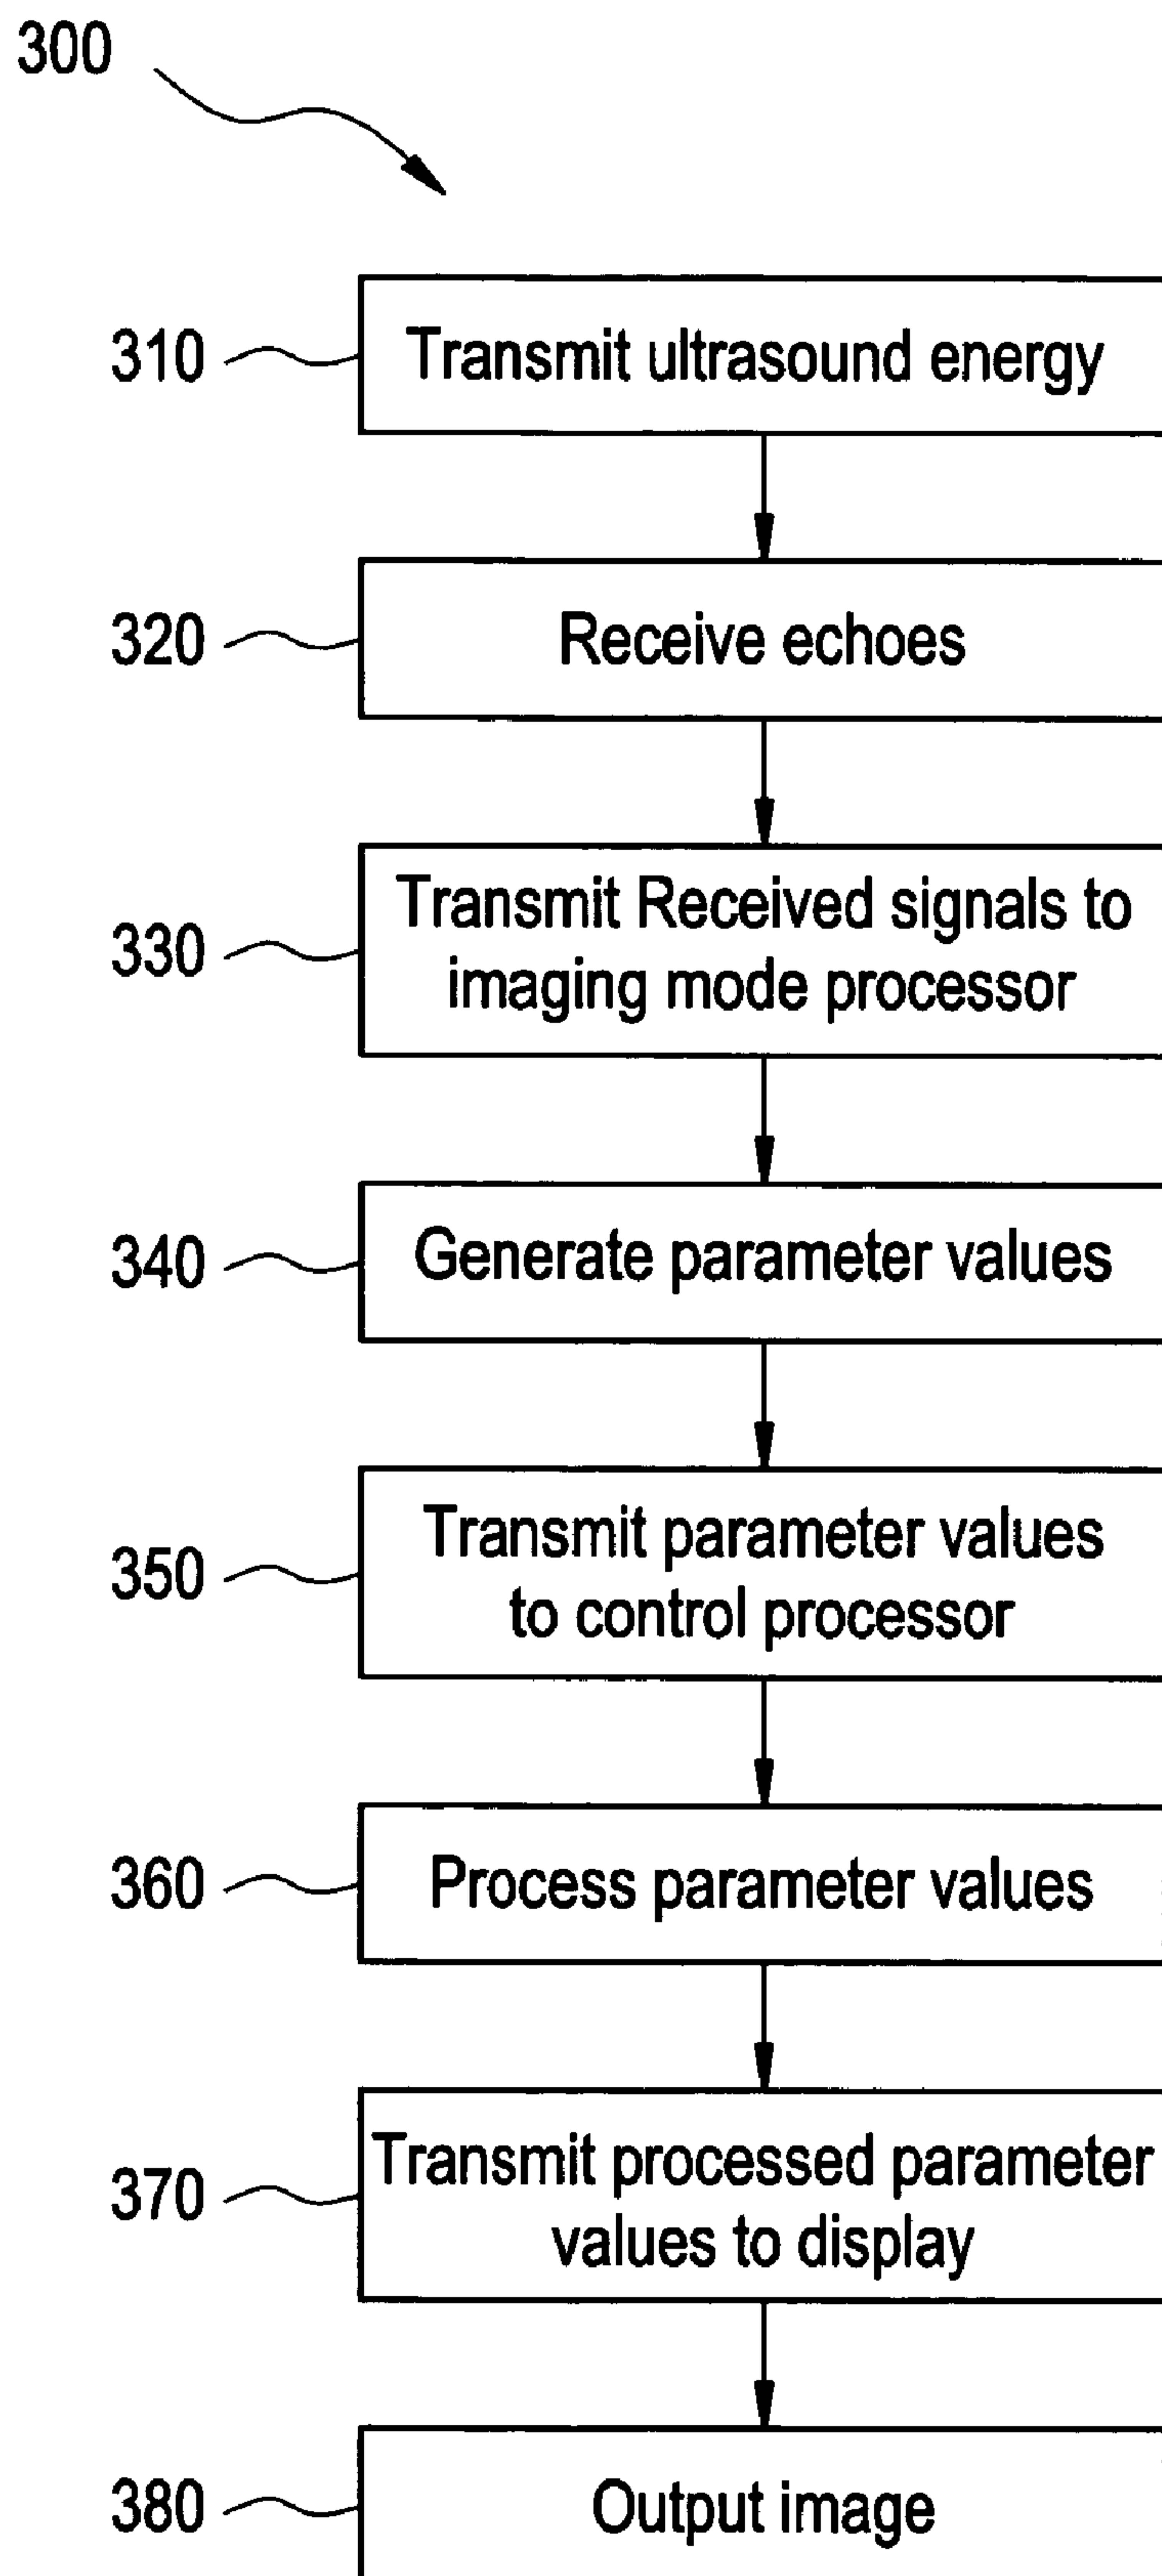 300
310
Transmit ultrasound energy
320
Receive echoes
330
Transmit Received signals to
imaging mode processor
340
Generate parameter values
350
Transmit parameter values
to control processor
360
Process parameter values
370
Transmit processed parameter
values to display
380
Output image